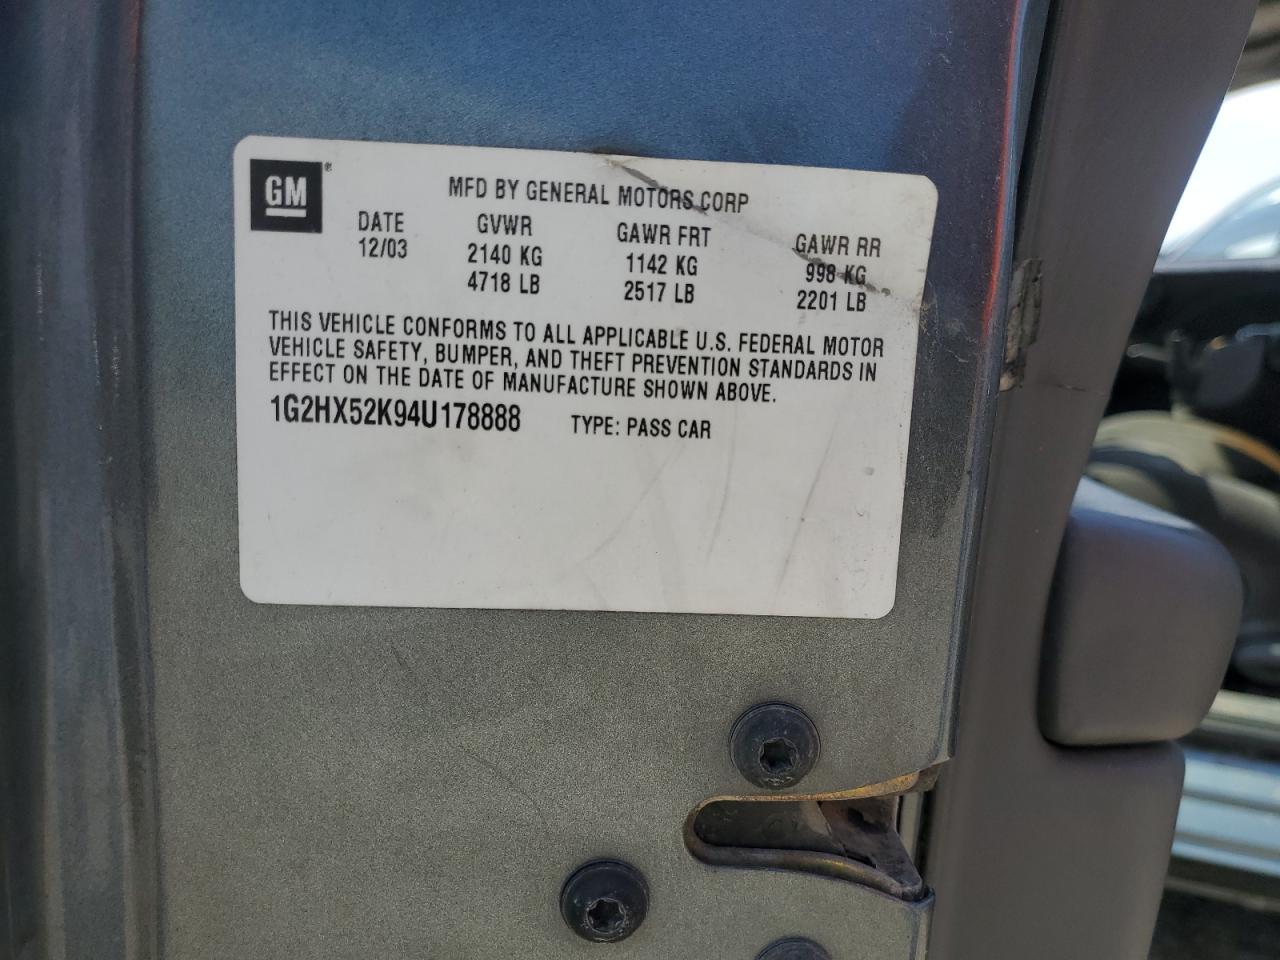 GM®
MFD BY GENERAL MOTORS CORP
DATE GVWR GAWR FRT GAWR RR
12/03 2140 KG 1142 KG 998 KG
4718 LB 2517 LB 2201 LB
THIS VEHICLE CONFORMS TO ALL APPLICABLE U.S. FEDERAL MOTOR
VEHICLE SAFETY, BUMPER, AND THEFT PREVENTION STANDARDS IN
EFFECT ON THE DATE OF MANUFACTURE SHOWN ABOVE.
1G2HX52K94U178888 TYPE: PASS CAR